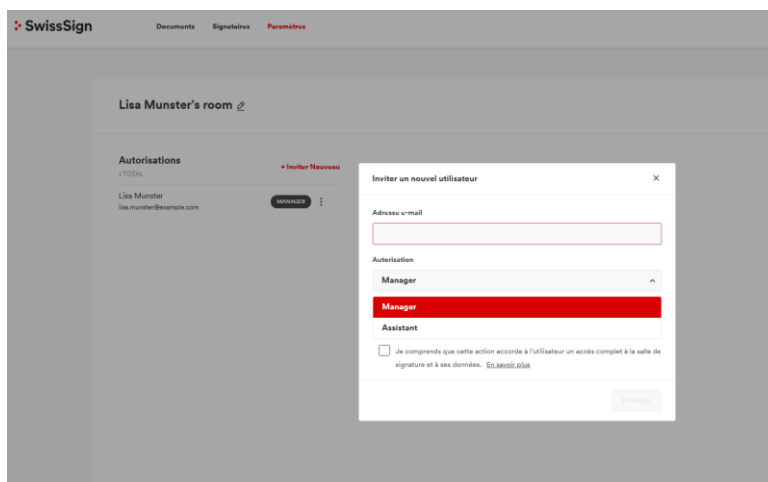 SwissSign
Documents Signataires Paramètres
Lisa Munster's room
Autorisations
1 TOTAL
+ Inviter Nouveau
Lisa Munster
lisa.munster@example.com
MANAGER
Inviter un nouvel utilisateur
Adresse e-mail
Autorisation
Manager
Manager
Assistant
Je comprends que cette action accorde à l'utilisateur un accès complet à la salle de
signature et à ses données. En savoir plus